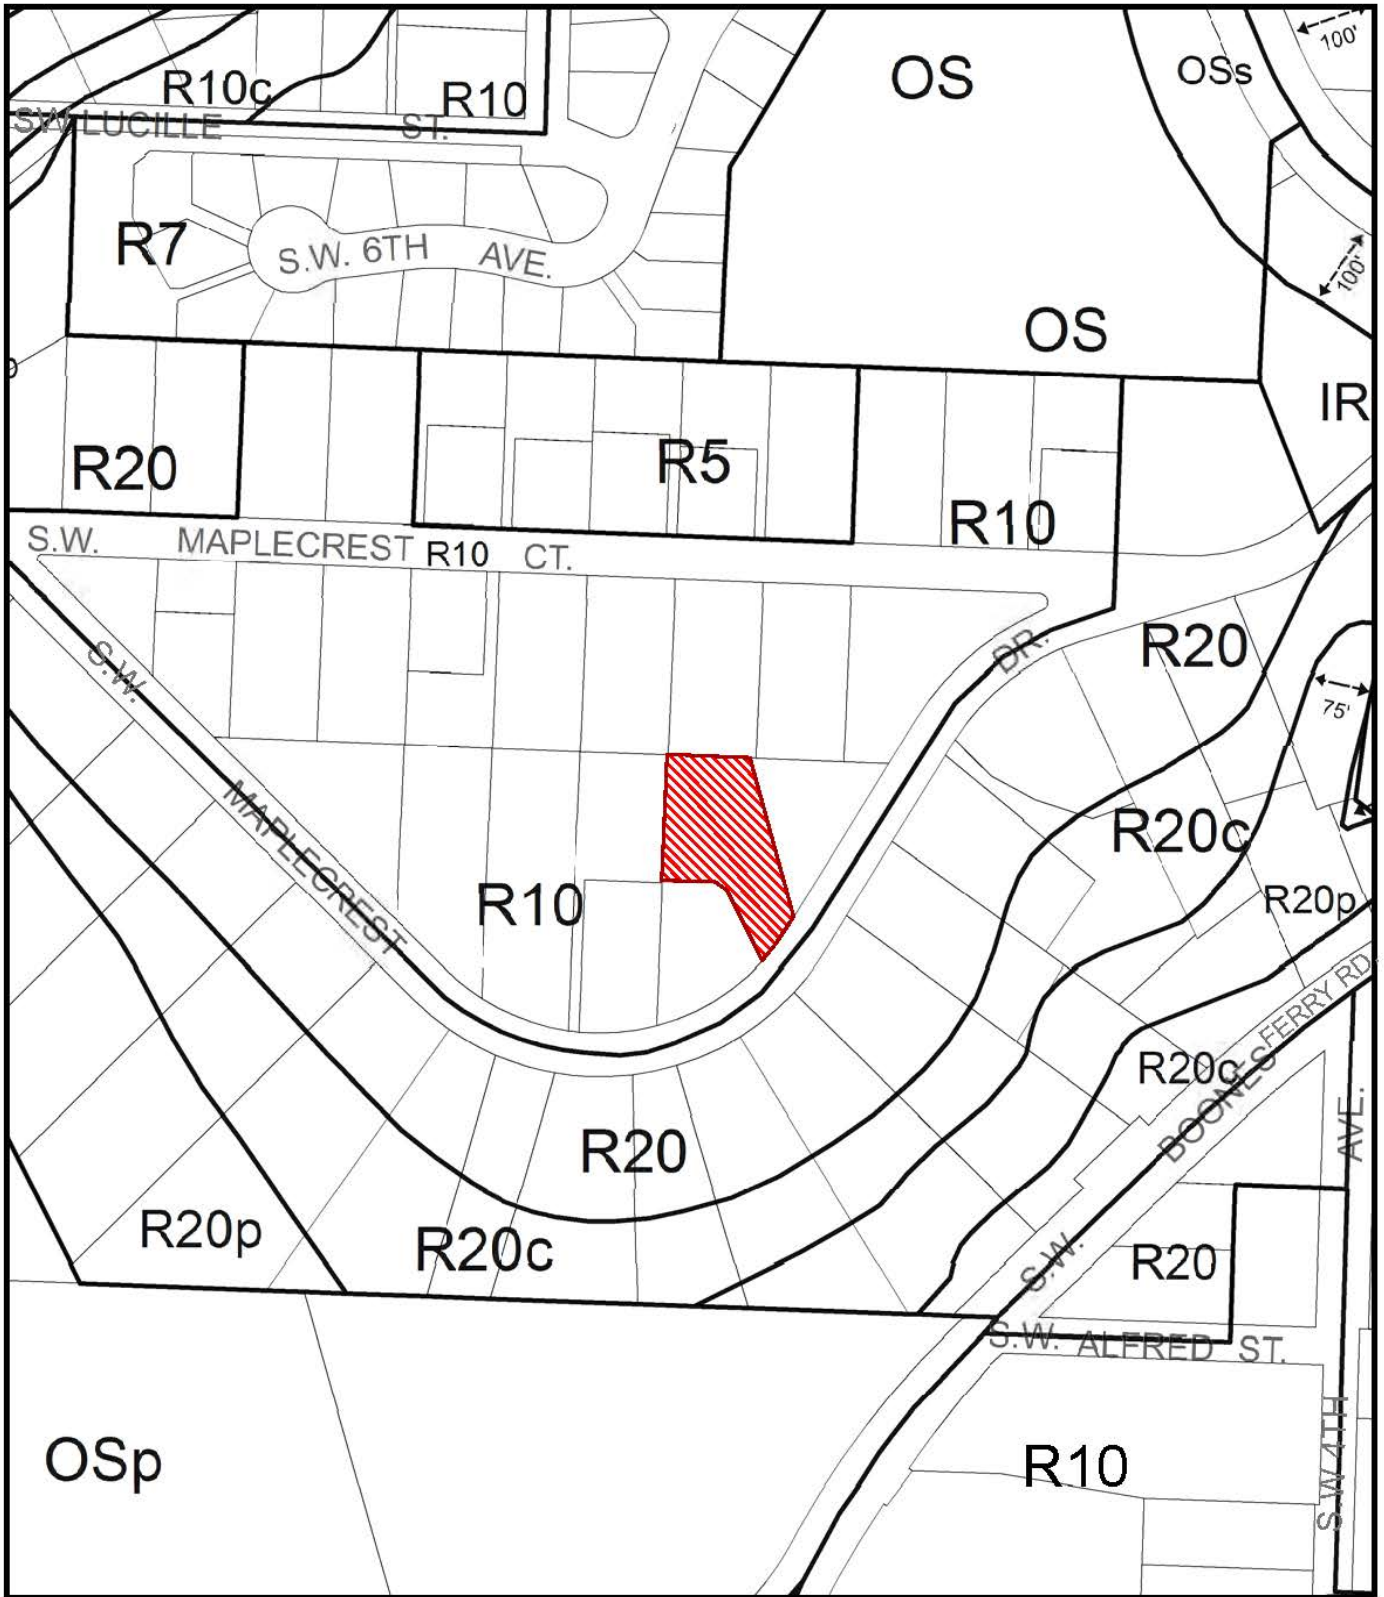 100'
OS
OSs
R10c
R10
SW LUCILLE ST.
R7
S.W. 6TH AVE.
100'
OS
IR
R20
R5
R10
S.W. MAPLECREST CT.
R10
DR.
R20
S.W.
75'
MAPLECREST
R20c
R10
R20p
FERRY RD.
R20c
BOONES
AVE.
R20
R20p
R20c
S.W.
R20
S.W. ALFRED ST.
OSp
R10
S.W 4TH